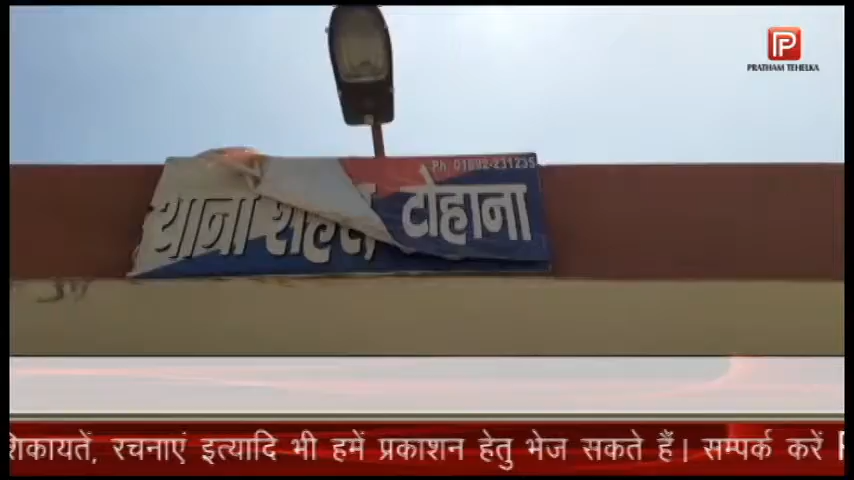 PRATHAM TEHELKA
Ph. 01692-231235
थाना शहर, टोहाना
शिकायतें, रचनाएं इत्यादि भी हमें प्रकाशन हेतु भेज सकते हैं। सम्पर्क करें